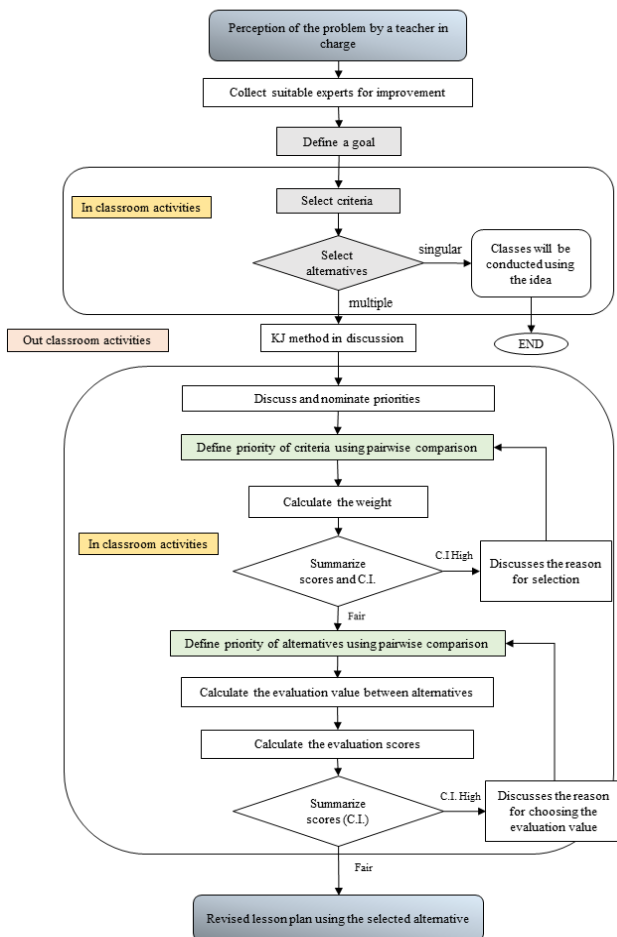 Perception of the problem by a teacher in
charge
Collect suitable experts for improvement
Define a goal
In classroom activities
Select criteria
Select
alternatives
singular
Classes will be
conducted using
the idea
multiple
Out classroom activities
KJ method in discussion
END
Discuss and nominate priorities
Define priority of criteria using pairwise comparison
Calculate the weight
In classroom activities
Summarize
scores and C.I.
C.I High
Discusses the reason
for selection
Fair
Define priority of alternatives using pairwise comparison
Calculate the evaluation value between alternatives
Calculate the evaluation scores
Summarize
scores (C.I.)
C.I. High
Discusses the reason
for choosing the
evaluation value
Fair
Revised lesson plan using the selected alternative